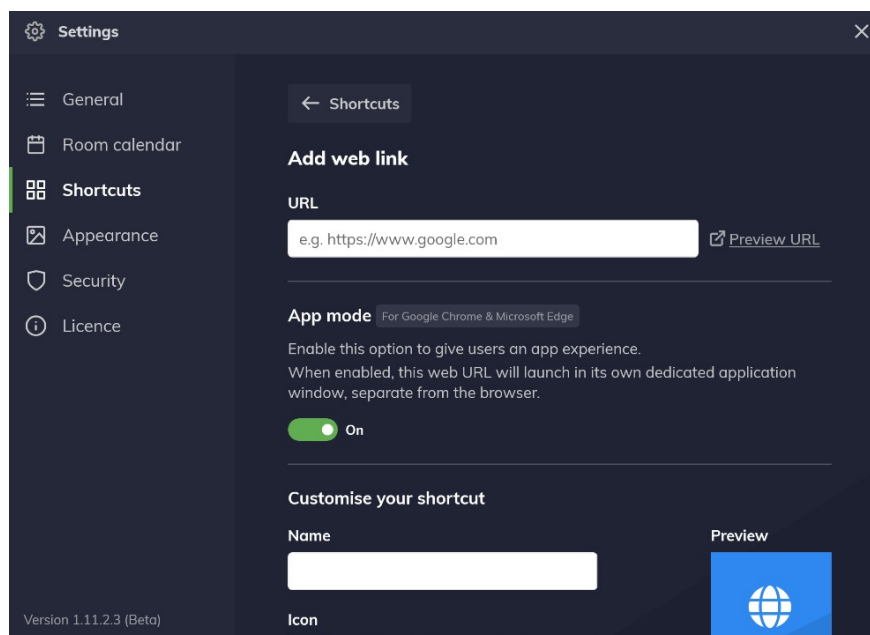 Settings
General
Room calendar
Shortcuts
Appearance
Security
Licence
Version 1.11.2.3 (Beta)
Shortcuts
Add web link
URL
e.g. https://www.google.com
Preview URL
App mode For Google Chrome & Microsoft Edge
Enable this option to give users an app experience.
When enabled, this web URL will launch in its own dedicated application
window, separate from the browser.
On
Customise your shortcut
Name
Preview
Icon